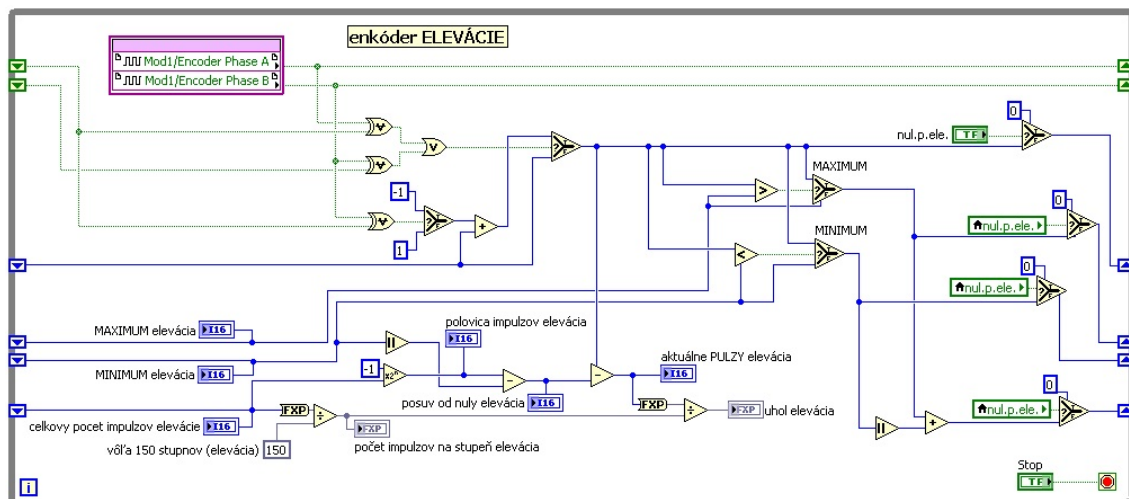 enkóder ELEVÁCIE
Mod1/Encoder Phase A
Mod1/Encoder Phase B
0
nul.p.ele.
TF
MAXIMUM
-1
1
0
nul.p.ele.
MINIMUM
0
nul.p.ele.
MAXIMUM elevácia
I16
polovica impulzov elevácia
I16
MINIMUM elevácia
I16
-1
aktuálne PULZY elevácia
I16
posuv od nuly elevácia
I16
0
nul.p.ele.
FXP
FXP
FXP
uhol elevácia
celkovy pocet impulzov elevácie
I16
FXP
vôľa 150 stupnov (elevácia)
150
počet impulzov na stupeň elevácia
Stop
TF
i